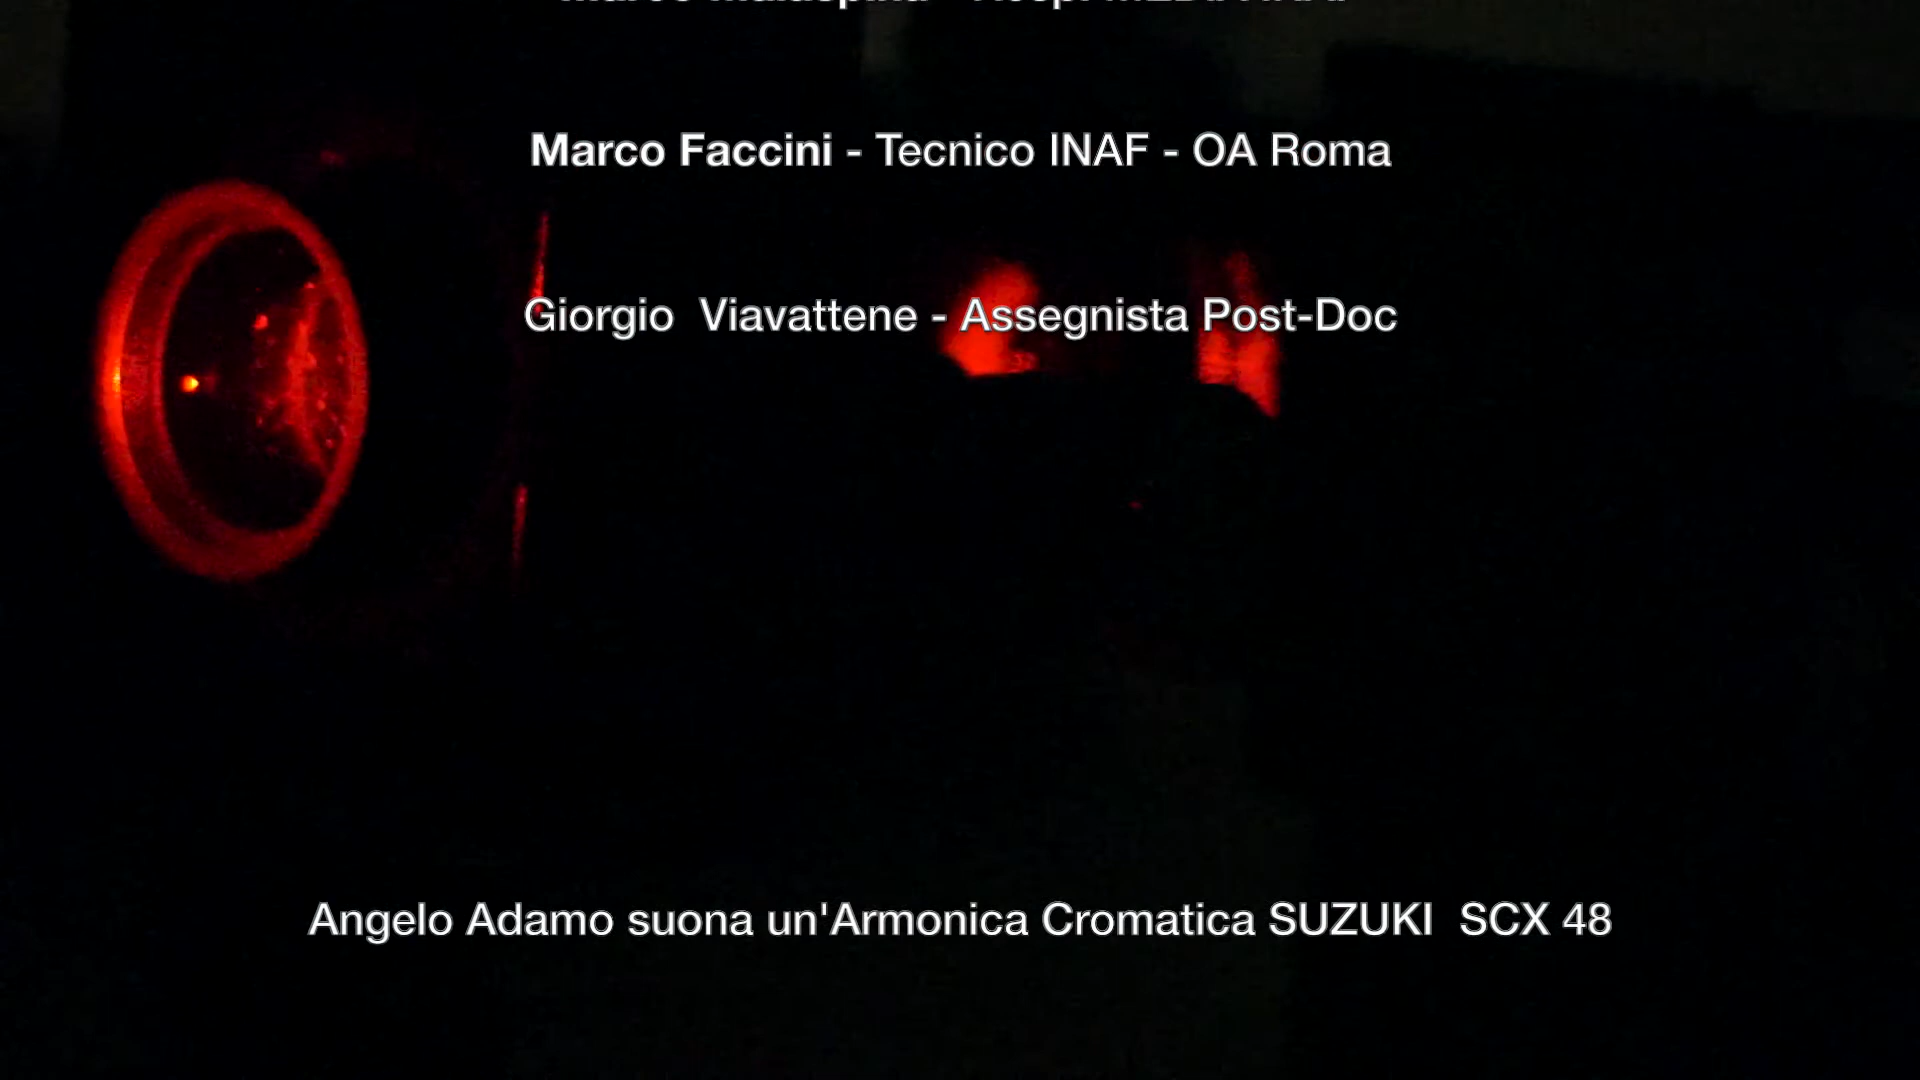 Marco Faccini - Tecnico INAF - OA Roma
Giorgio  Viavattene - Assegnista Post-Doc
Angelo Adamo suona un'Armonica Cromatica SUZUKI  SCX 48